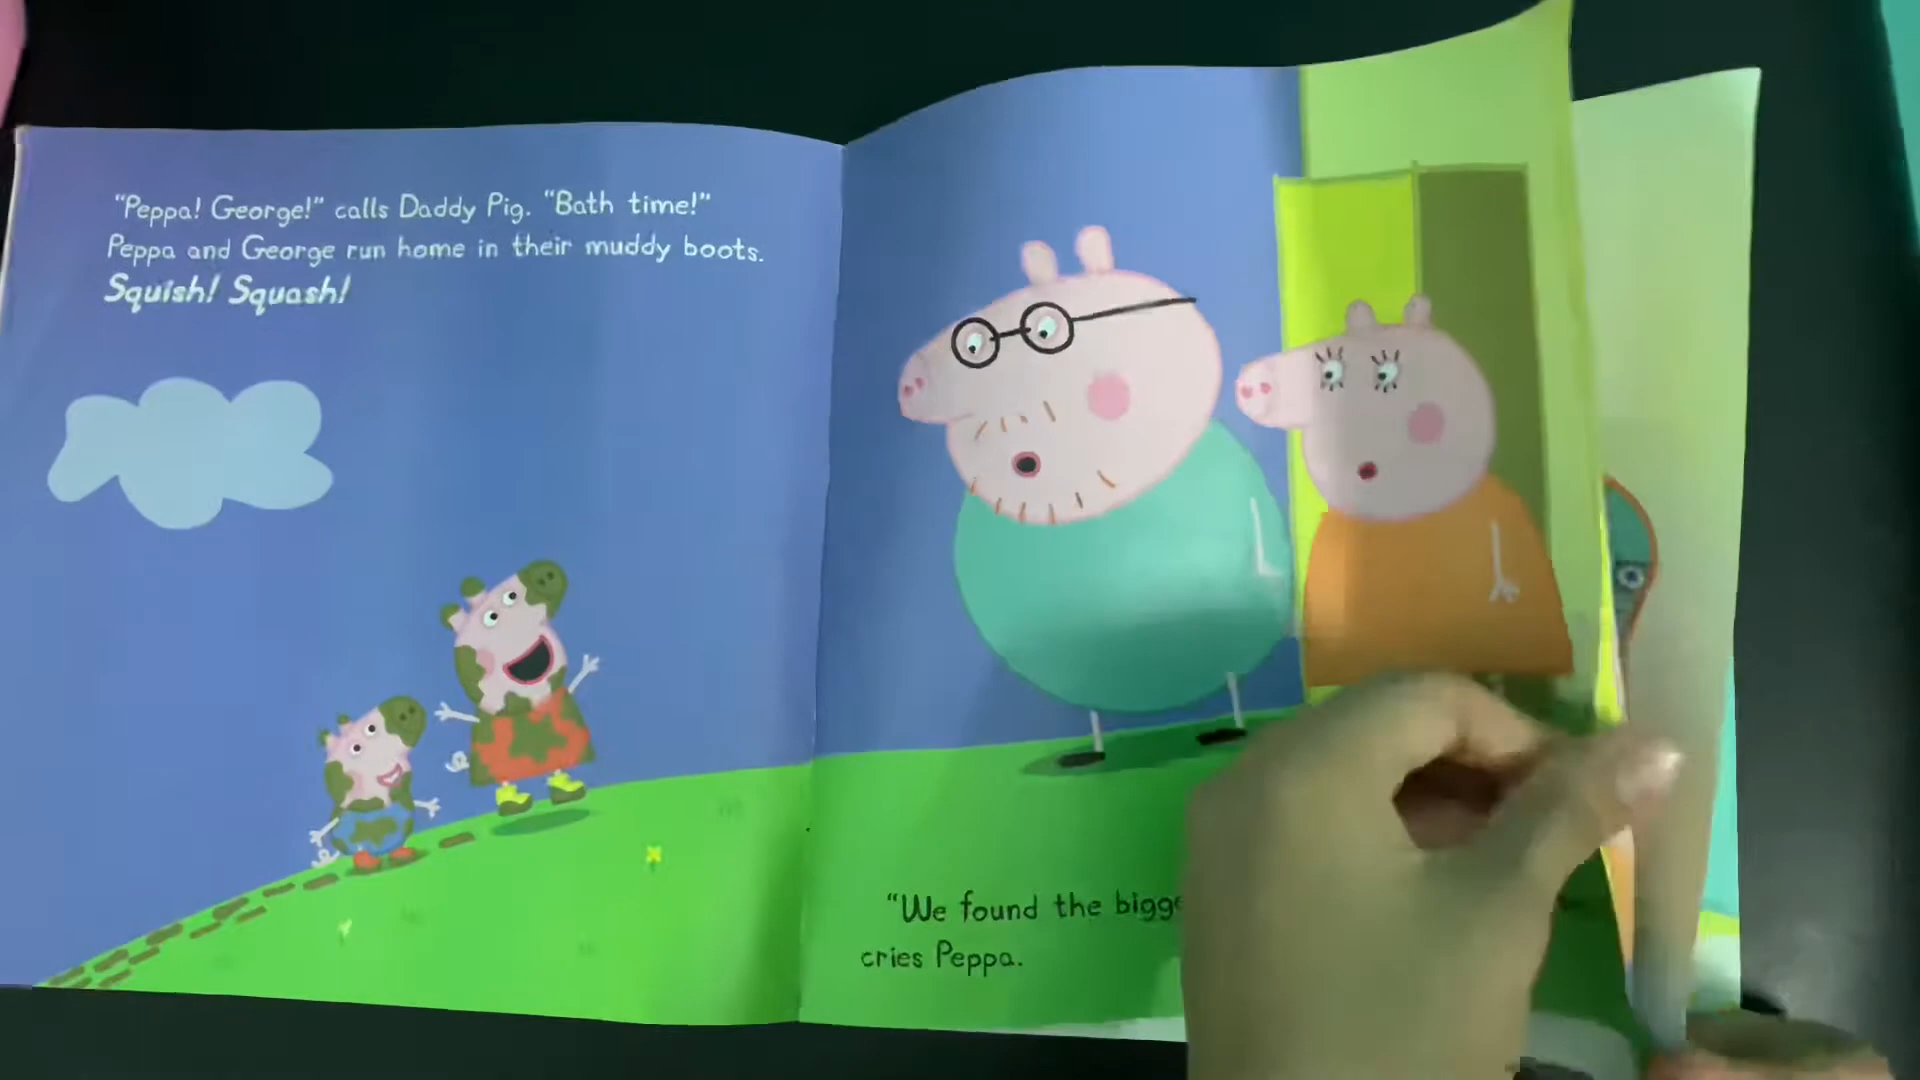 "Peppa! George!" calls Daddy Pig. "Bath time!"
Peppa and George run home in their muddy boots.
Squish! Squash!
"We found the
cries Peppa.